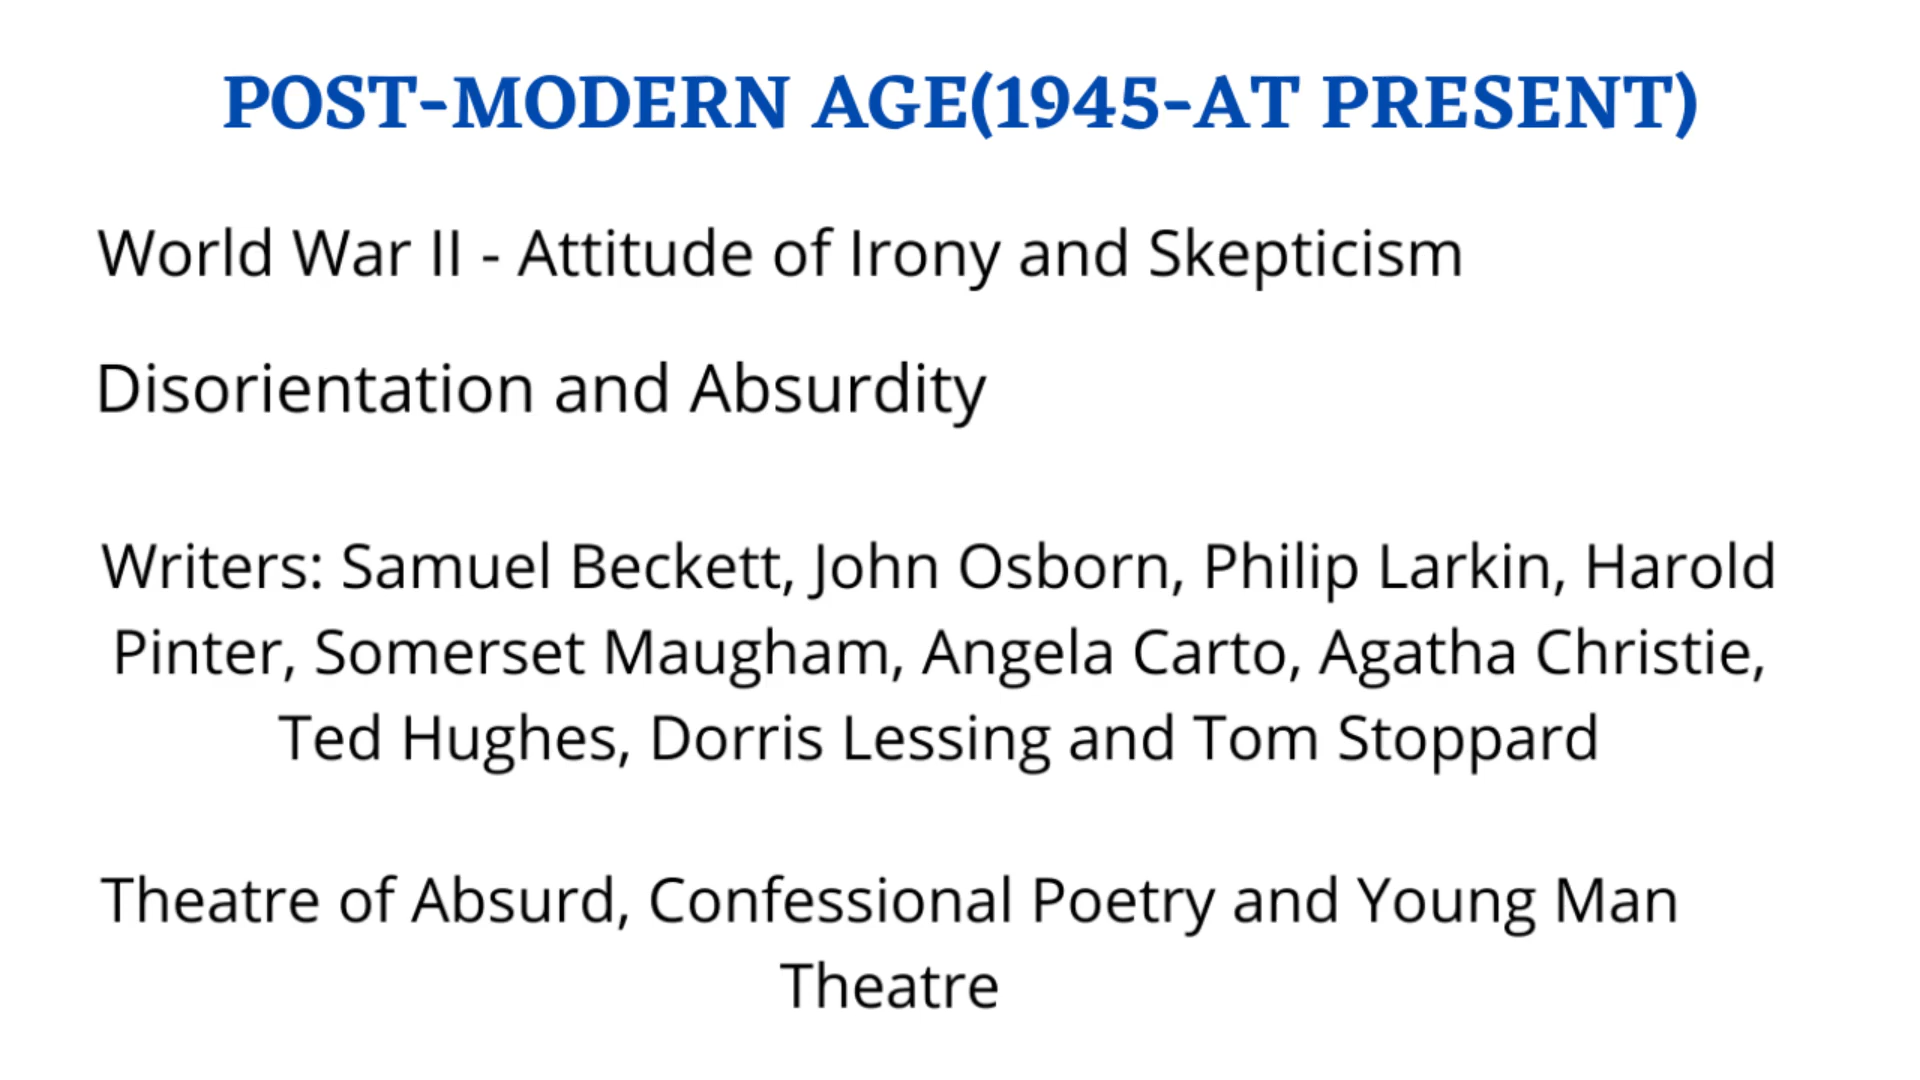 POST-MODERN AGE(1945-AT PRESENT)
World War II - Attitude of Irony and Skepticism
Disorientation and Absurdity
Writers: Samuel Beckett, John Osborn, Philip Larkin, Harold
Pinter, Somerset Maugham, Angela Carto, Agatha Christie,
Ted Hughes, Dorris Lessing and Tom Stoppard
Theatre of Absurd, Confessional Poetry and Young Man
Theatre